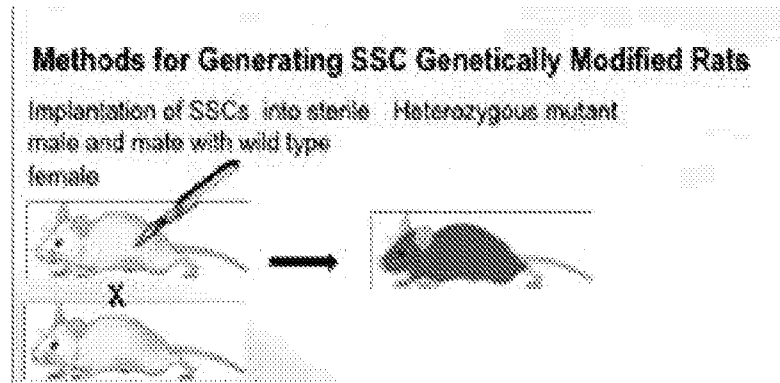 Methods for Generating SSC Genetically Modified Rats
Implantation of SSCs into sterile
male and mate with wild type
female
Heterozygous mutant
X